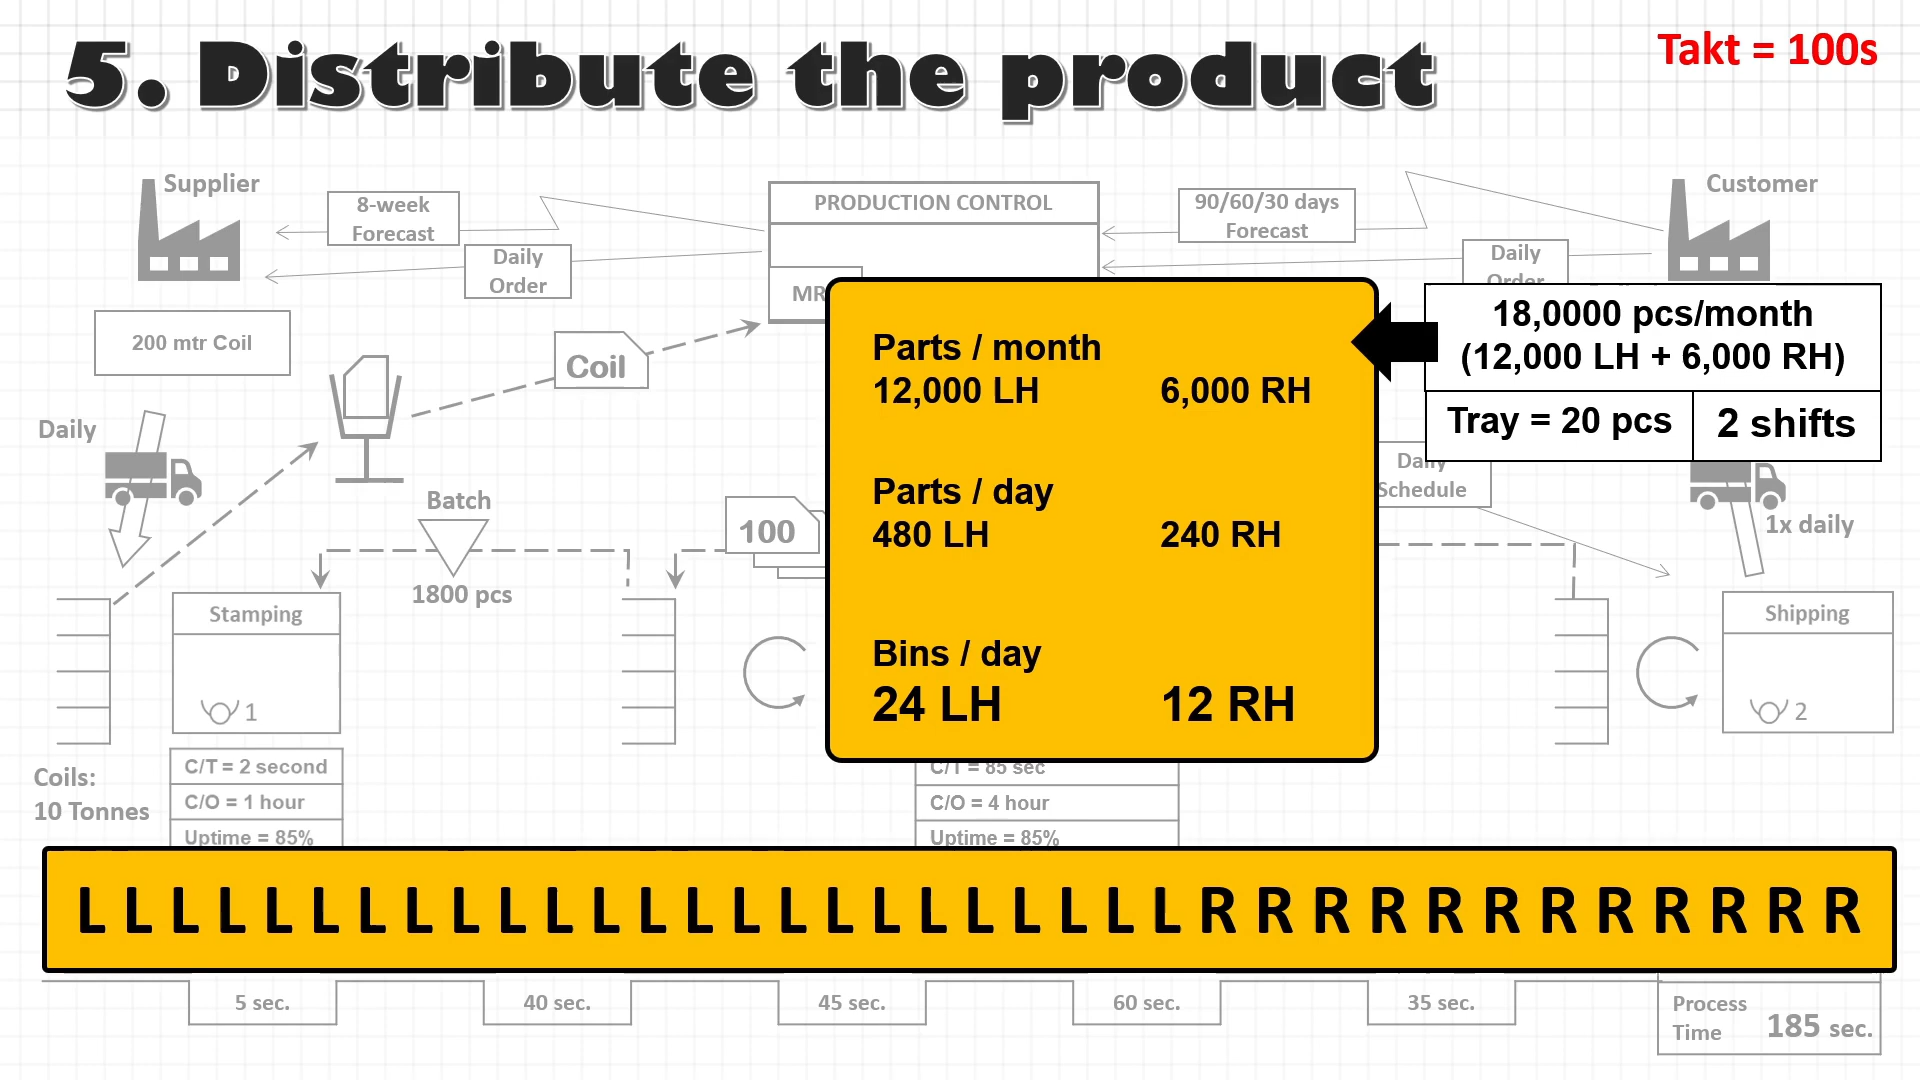 5. Distribute the product
Takt = 100s
Supplier
8-week
Forecast
PRODUCTION CONTROL
90/60/30 days
Forecast
Customer
Daily
Order
Daily
Order
MR
200 mtr Coil
Coil
18,0000 pcs/month
(12,000 LH + 6,000 RH)
Tray = 20 pcs
2 shifts
Parts / month
12,000 LH 6,000 RH
Parts / day
480 LH 240 RH
Bins / day
24 LH 12 RH
Daily
Daily
Schedule
Batch
1800 pcs
100
1x daily
Stamping
1
Shipping
2
Coils:
10 Tonnes
C/T = 2 second
C/O = 1 hour
Uptime = 85%
C/T = 85 sec
C/O = 4 hour
Uptime = 85%
L L L L L L L L L L L L L L L L L L L L L L L L R R R R R R R R R R R R
5 sec.
40 sec.
45 sec.
60 sec.
35 sec.
Process
Time
185 sec.